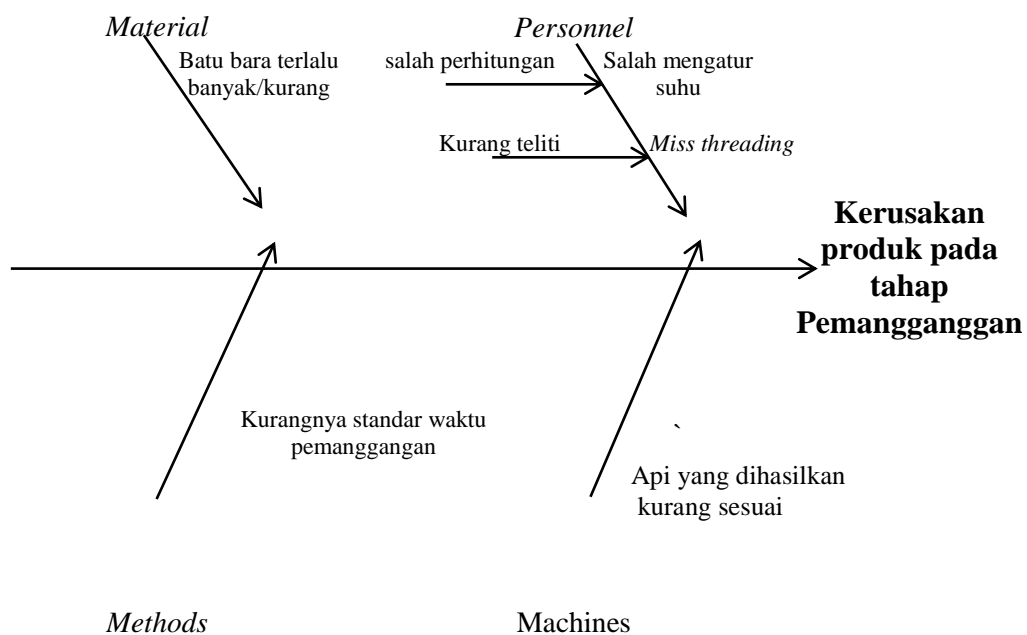 Material
Personnel
Batu bara terlalu
banyak/kurang
salah perhitungan
Salah mengatur
suhu
Kurang teliti
Miss threading
Kerusakan
produk pada
tahap
Pemangganggan
Kurangnya standar waktu
pemanggangan
`
Api yang dihasilkan
kurang sesuai
Methods
Machines